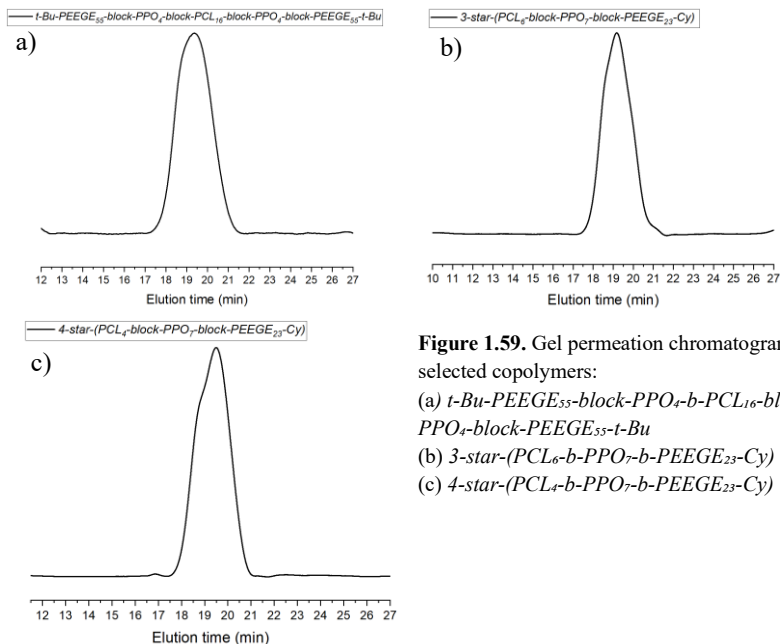 t-Bu-PEEGE₅₅-block-PPO₄-block-PCL₁₆-block-PPO₄-block-PEEGE₅₅-t-Bu
a)
12 13 14 15 16 17 18 19 20 21 22 23 24 25 26 27
Elution time (min)
3-star-(PCL₆-block-PPO₇-block-PEEGE₂₃-Cy)
b)
10 11 12 13 14 15 16 17 18 19 20 21 22 23 24 25 26 27
Elution time (min)
4-star-(PCL₄-block-PPO₇-block-PEEGE₂₃-Cy)
c)
12 13 14 15 16 17 18 19 20 21 22 23 24 25 26 27
Elution time (min)
Figure 1.59. Gel permeation chromatogran
selected copolymers:
(a) t-Bu-PEEGE₅₅-block-PPO₄-b-PCL₁₆-bl
PPO₄-block-PEEGE₅₅-t-Bu
(b) 3-star-(PCL₆-b-PPO₇-b-PEEGE₂₃-Cy)
(c) 4-star-(PCL₄-b-PPO₇-b-PEEGE₂₃-Cy)